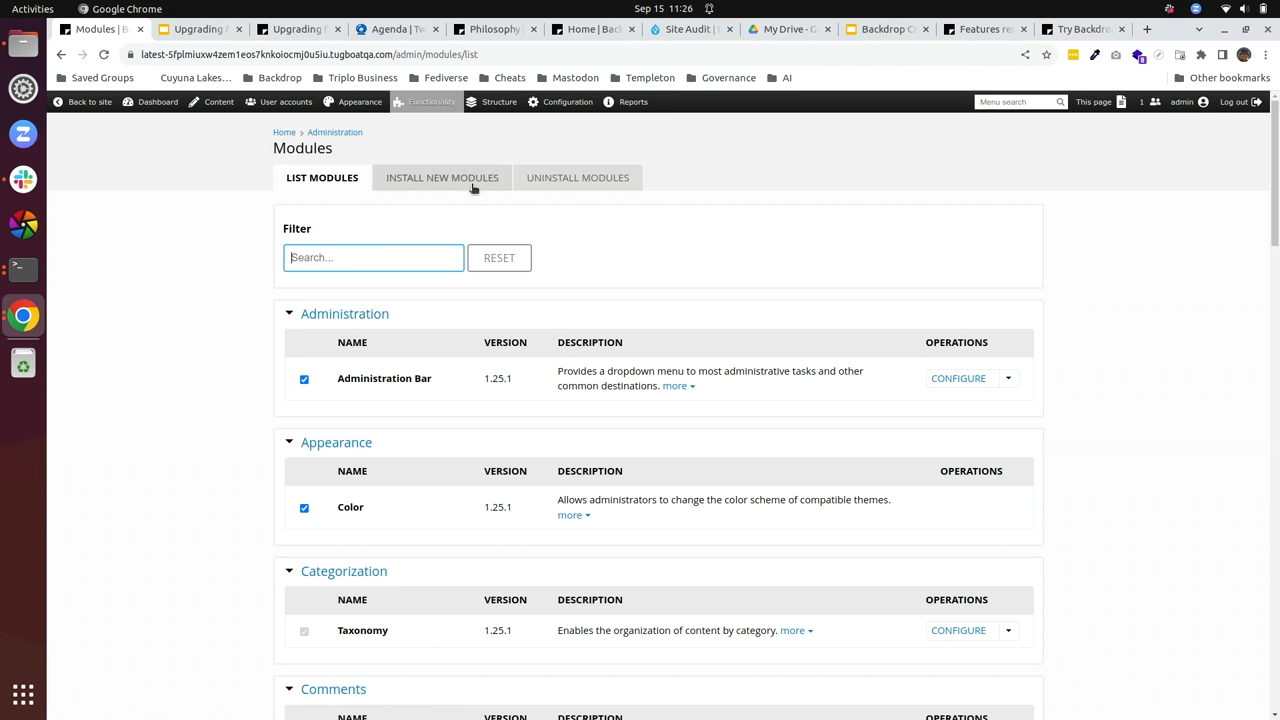 Activities
Google Chrome
Sep 15 11:26
Modules | B
Upgrading f
Upgrading f
Agenda | Tw
Philosophy
Home | Back
Site Audit |
My Drive - G
Backdrop C
Features re
Try Backdro
latest-5fplmiuxw4zem1eos7knkoiocmj0u5iu.tugboatqa.com/admin/modules/list
Saved Groups
Cuyuna Lakes...
Backdrop
Triplo Business
Fediverse
Cheats
Mastodon
Templeton
Governance
AI
Other bookmarks
Back to site
Dashboard
Content
User accounts
Appearance
Functionality
Structure
Configuration
Reports
Menu search
This page
1
admin
Log out
Home › Administration
Modules
LIST MODULES
INSTALL NEW MODULES
UNINSTALL MODULES
Filter
Search...
RESET
Administration
NAME VERSION DESCRIPTION OPERATIONS
Administration Bar 1.25.1 Provides a dropdown menu to most administrative tasks and other
common destinations. more
CONFIGURE
Appearance
NAME VERSION DESCRIPTION OPERATIONS
Color 1.25.1 Allows administrators to change the color scheme of compatible themes.
more
Categorization
NAME VERSION DESCRIPTION OPERATIONS
Taxonomy 1.25.1 Enables the organization of content by category. more CONFIGURE
Comments
NAME VERSION DESCRIPTION OPERATIONS